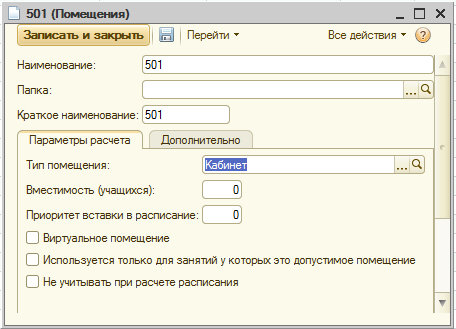 501 (Помещения)
Записать и закрыть Перейти Все действия ?
Наименование: 501
Папка: ...
Краткое наименование: 501
Параметры расчета Дополнительно
Тип помещения: Кабинет ...
Вместимость (учащихся): 0
Приоритет вставки в расписание: 0
Виртуальное помещение
Используется только для занятий у которых это допустимое помещение
Не учитывать при расчете расписания